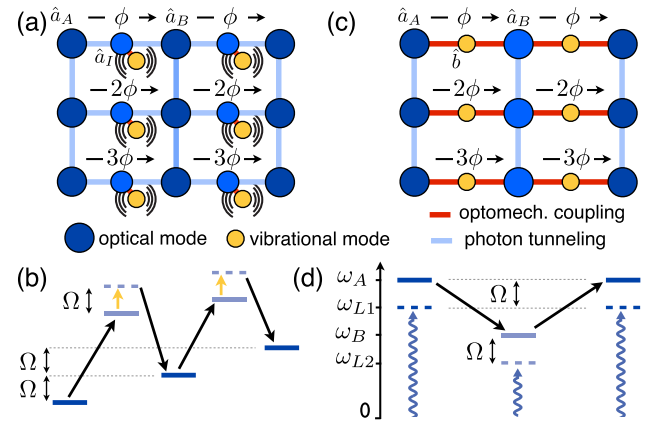 (a) â_A – ϕ → â_B – ϕ →
â_I
– 2ϕ → – 2ϕ →
– 3ϕ → – 3ϕ →
(c) â_A – ϕ → â_B – ϕ →
b̂
– 2ϕ → – 2ϕ →
– 3ϕ → – 3ϕ →
optical mode vibrational mode
optomech. coupling
photon tunneling
(b)
Ω
Ω
Ω
(d) ω_A
Ω
ω_L1
ω_B
Ω
ω_L2
0